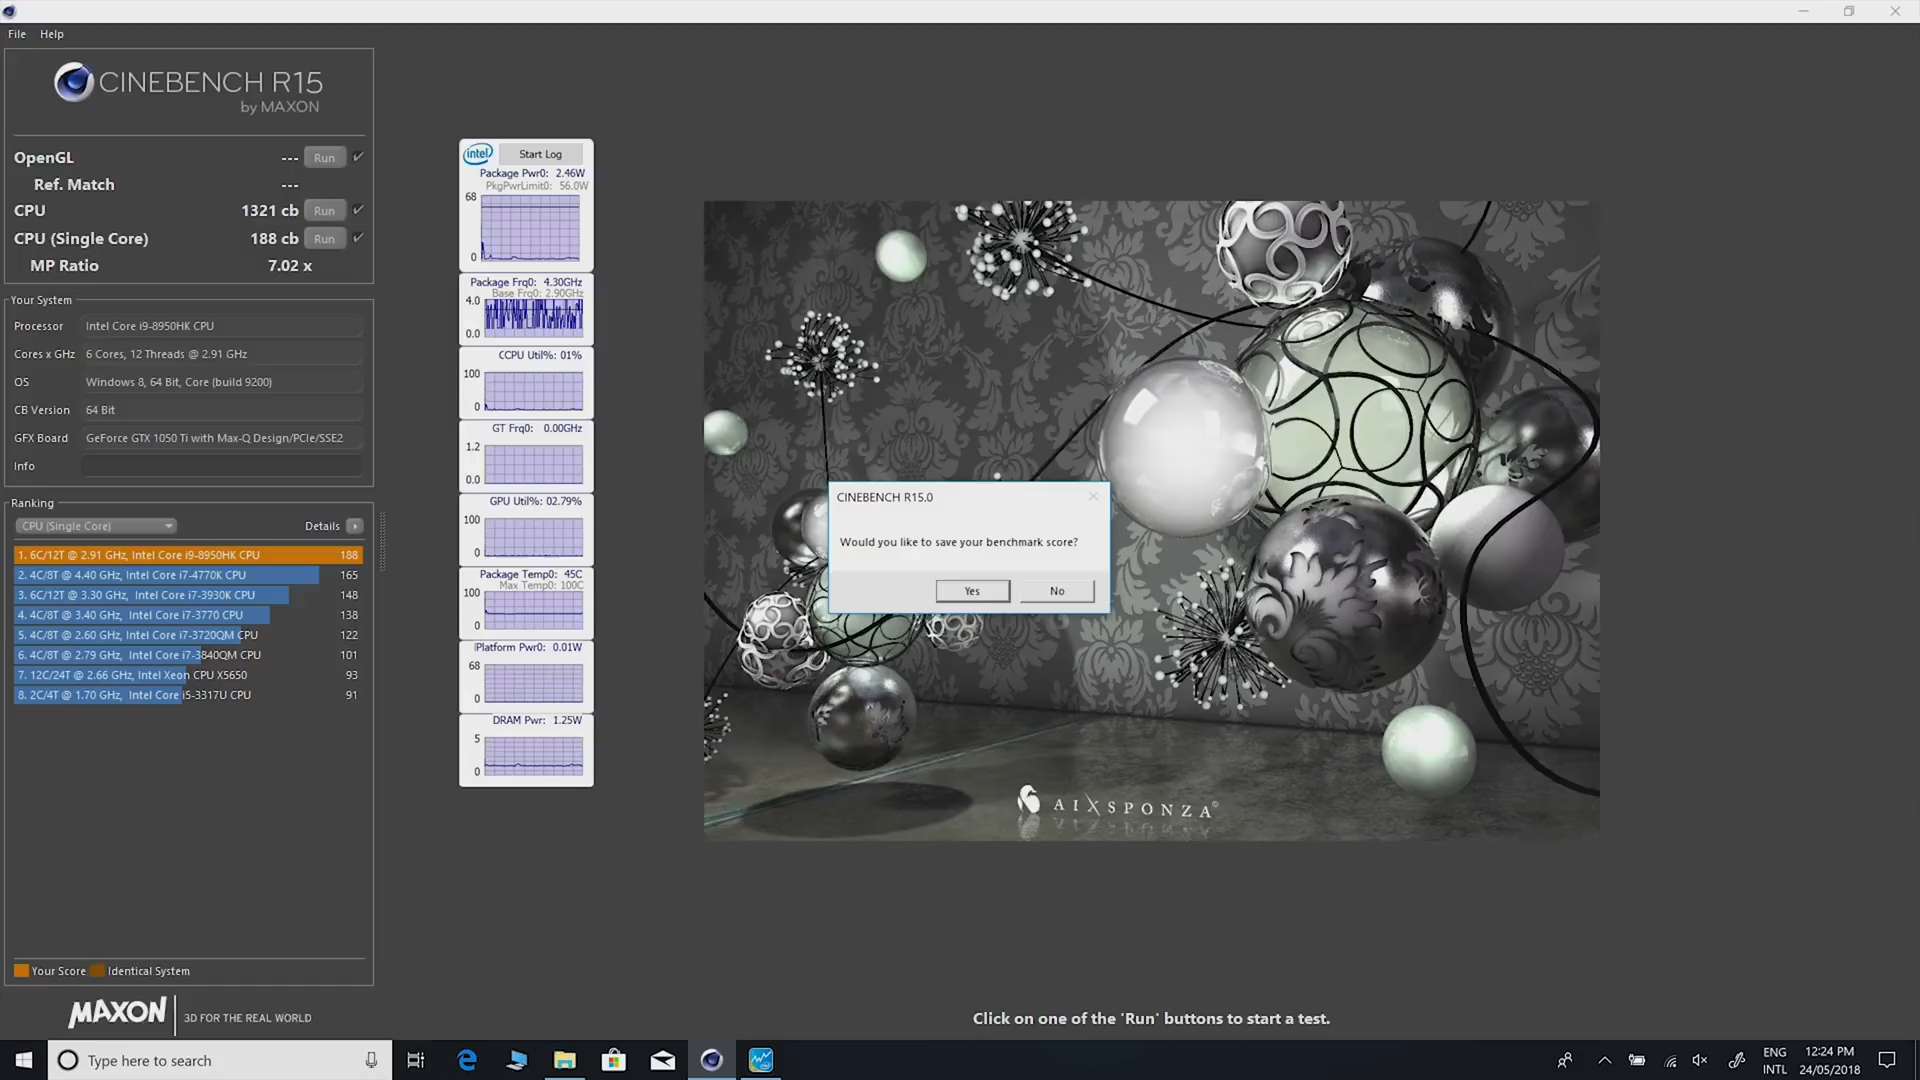 File Help
CINEBENCH R15
by MAXON
OpenGL --- Run
Ref. Match ---
CPU 1321 cb Run
CPU (Single Core) 188 cb Run
MP Ratio 7.02 x
Your System
Processor Intel Core i9-8950HK CPU
Cores x GHz 6 Cores, 12 Threads @ 2.91 GHz
OS Windows 8, 64 Bit, Core (build 9200)
CB Version 64 Bit
GFX Board GeForce GTX 1050 Ti with Max-Q Design/PCIe/SSE2
Info
Ranking
CPU (Single Core) Details
1. 6C/12T @ 2.91 GHz, Intel Core i9-8950HK CPU 188
2. 4C/8T @ 4.40 GHz, Intel Core i7-4770K CPU 165
3. 6C/12T @ 3.30 GHz, Intel Core i7-3930K CPU 148
4. 4C/8T @ 3.40 GHz, Intel Core i7-3770 CPU 138
5. 4C/8T @ 2.60 GHz, Intel Core i7-3720QM CPU 122
6. 4C/8T @ 2.79 GHz, Intel Core i7-3840QM CPU 101
7. 12C/24T @ 2.66 GHz, Intel Xeon CPU X5650 93
8. 2C/4T @ 1.70 GHz, Intel Core i5-3317U CPU 91
Your Score Identical System
MAXON 3D FOR THE REAL WORLD
intel Start Log
Package Pwr0: 2.46W
PkgPwrLimit0: 56.0W
68
0
Package Frq0: 4.30GHz
Base Frq0: 2.90GHz
4.0
0.0
CCPU Util%: 01%
100
0
GT Frq0: 0.00GHz
1.2
0.0
GPU Util%: 02.79%
100
0
Package Temp0: 45C
Max Temp0: 100C
100
0
Platform Pwr0: 0.01W
68
0
DRAM Pwr: 1.25W
5
0
CINEBENCH R15.0
Would you like to save your benchmark score?
Yes No
AIXSPONZA®
Click on one of the 'Run' buttons to start a test.
Type here to search
ENG
INTL
12:24 PM
24/05/2018